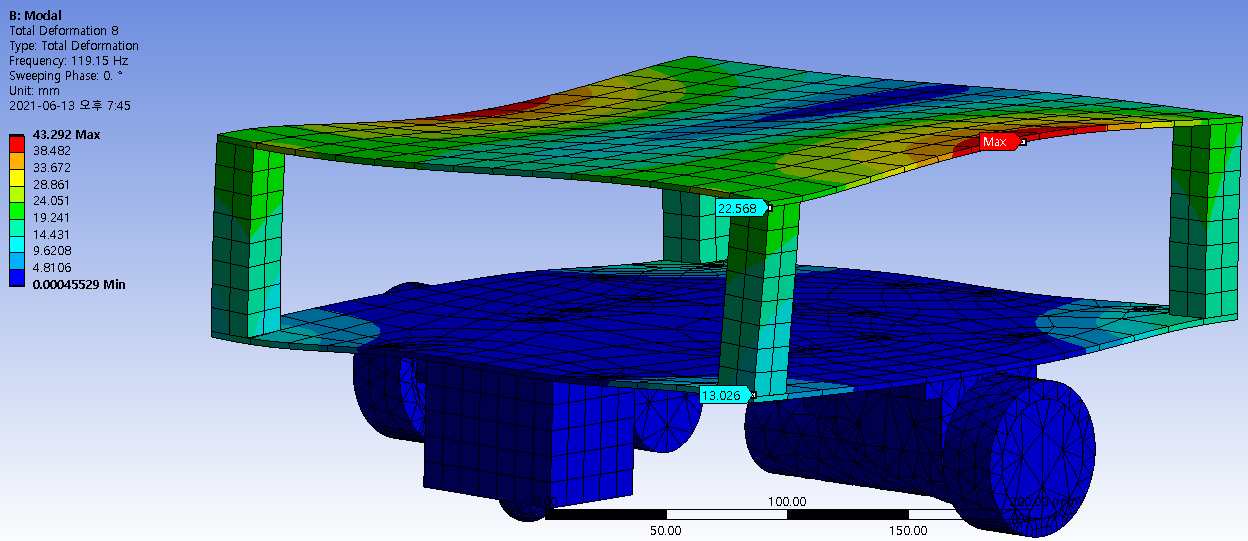 B: Modal
Total Deformation 8
Type: Total Deformation
Frequency: 119.15 Hz
Sweeping Phase: 0. °
Unit: mm
2021-06-13 오후 7:45
43.292 Max
38.482
33.672
28.861
24.051
19.241
14.431
9.6208
4.8106
0.00045529 Min
Max
22.568
13.026
100.00
50.00
150.00